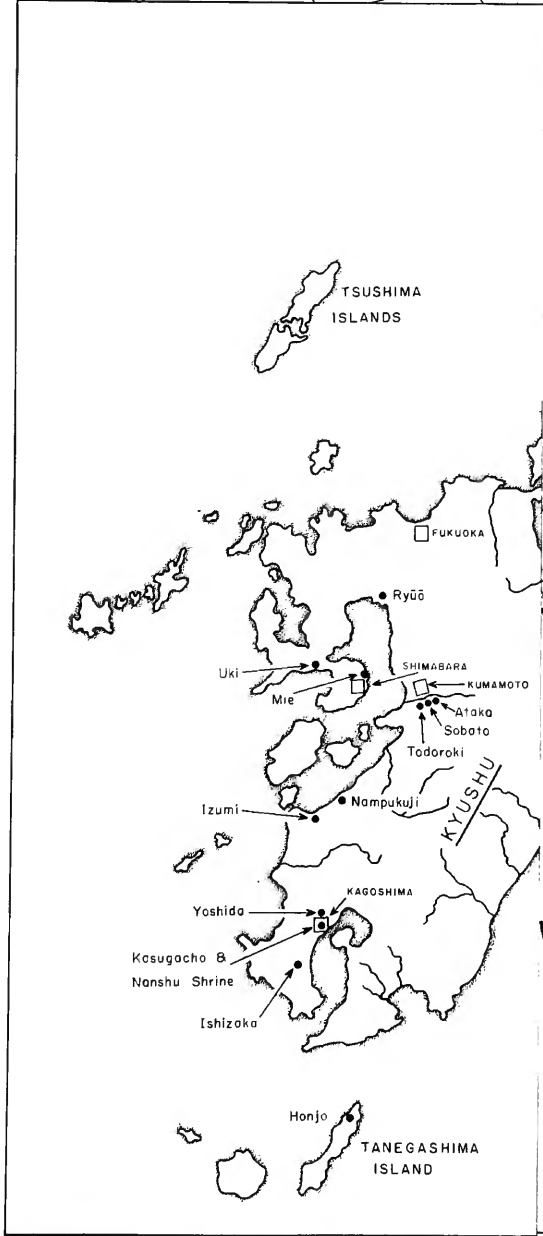 TSUSHIMA
ISLANDS
FUKUOKA
Ryūō
Uki
SHIMABARA
Mie
KUMAMOTO
Ataka
Sobata
Todoroki
KYUSHU
Nampukuji
Izumi
KAGOSHIMA
Yoshida
Kasugacho &
Nanshu Shrine
Ishizaka
Honjo
TANEGASHIMA
ISLAND